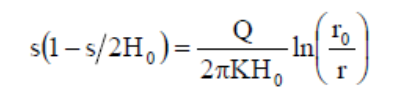 s(1 − s/2H₀) = Q / 2πKH₀ ln(r₀ / r)